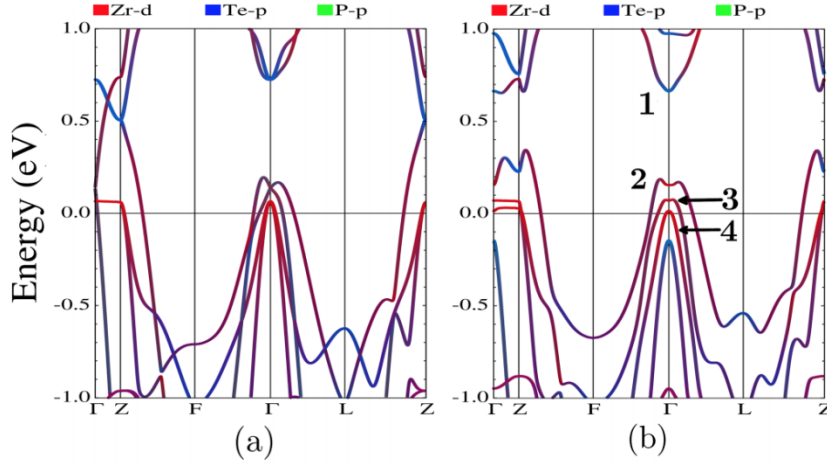 Zr-d Te-p P-p
Zr-d Te-p P-p
Energy (eV)
1.0
0.5
0.0
-0.5
-1.0
Γ Z F Γ L Z
(a)
1.0
0.5
0.0
-0.5
-1.0
1
2
3
4
Γ Z F Γ L Z
(b)